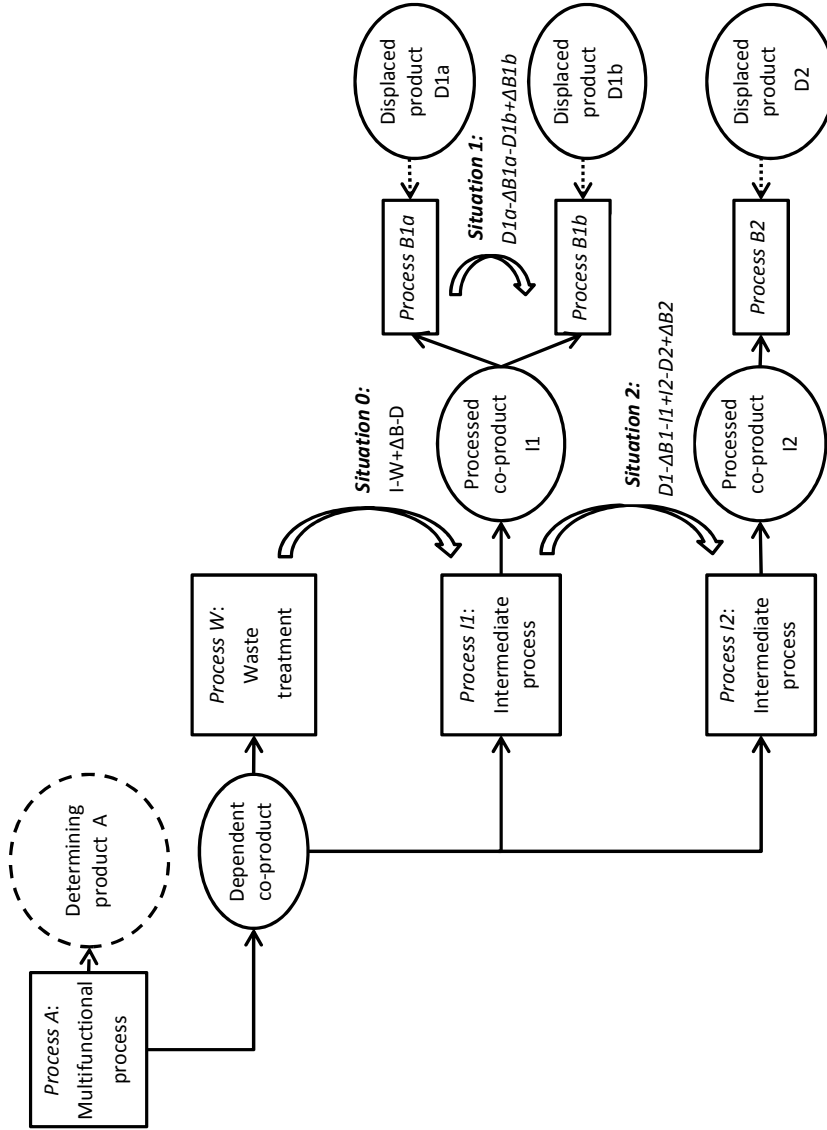 Process A:
Multifunctional
process
Determining
product A
Dependent
co-product
Process W:
Waste
treatment
Situation 0:
I-W+ΔB-D
Process I1:
Intermediate
process
Processed
co-product
I1
Process B1a
Displaced
product
D1a
Situation 1:
D1a-ΔB1a-D1b+ΔB1b
Process B1b
Displaced
product
D1b
Situation 2:
D1-ΔB1-I1+I2-D2+ΔB2
Process I2:
Intermediate
process
Processed
co-product
I2
Process B2
Displaced
product
D2